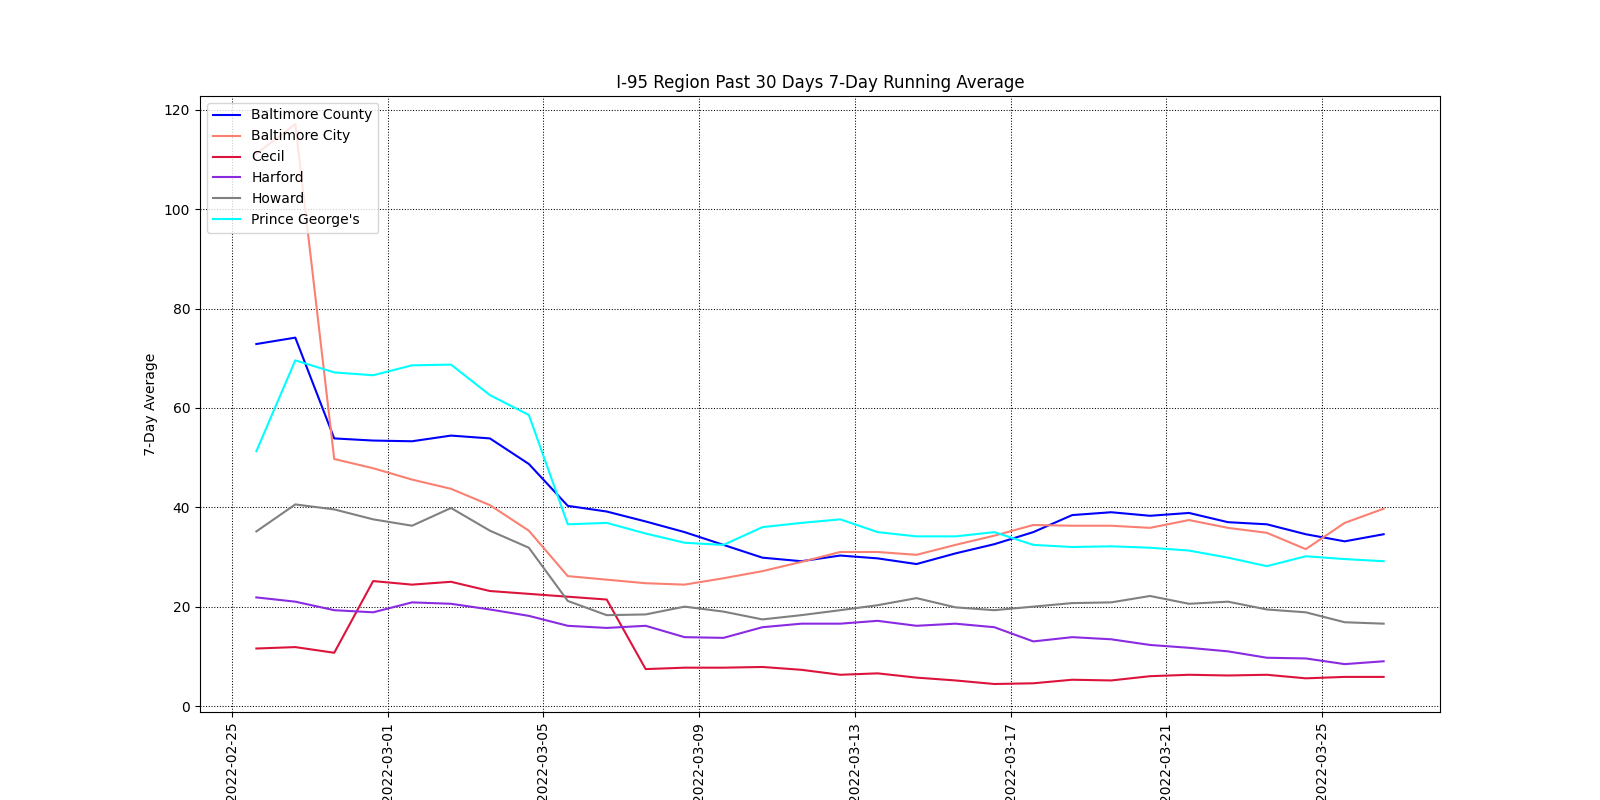 I-95 Region Past 30 Days 7-Day Running Average
120
100
80
60
40
20
0
7-Day Average
Baltimore County
Baltimore City
Cecil
Harford
Howard
Prince George's
2022-02-25
2022-03-01
2022-03-05
2022-03-09
2022-03-13
2022-03-17
2022-03-21
2022-03-25